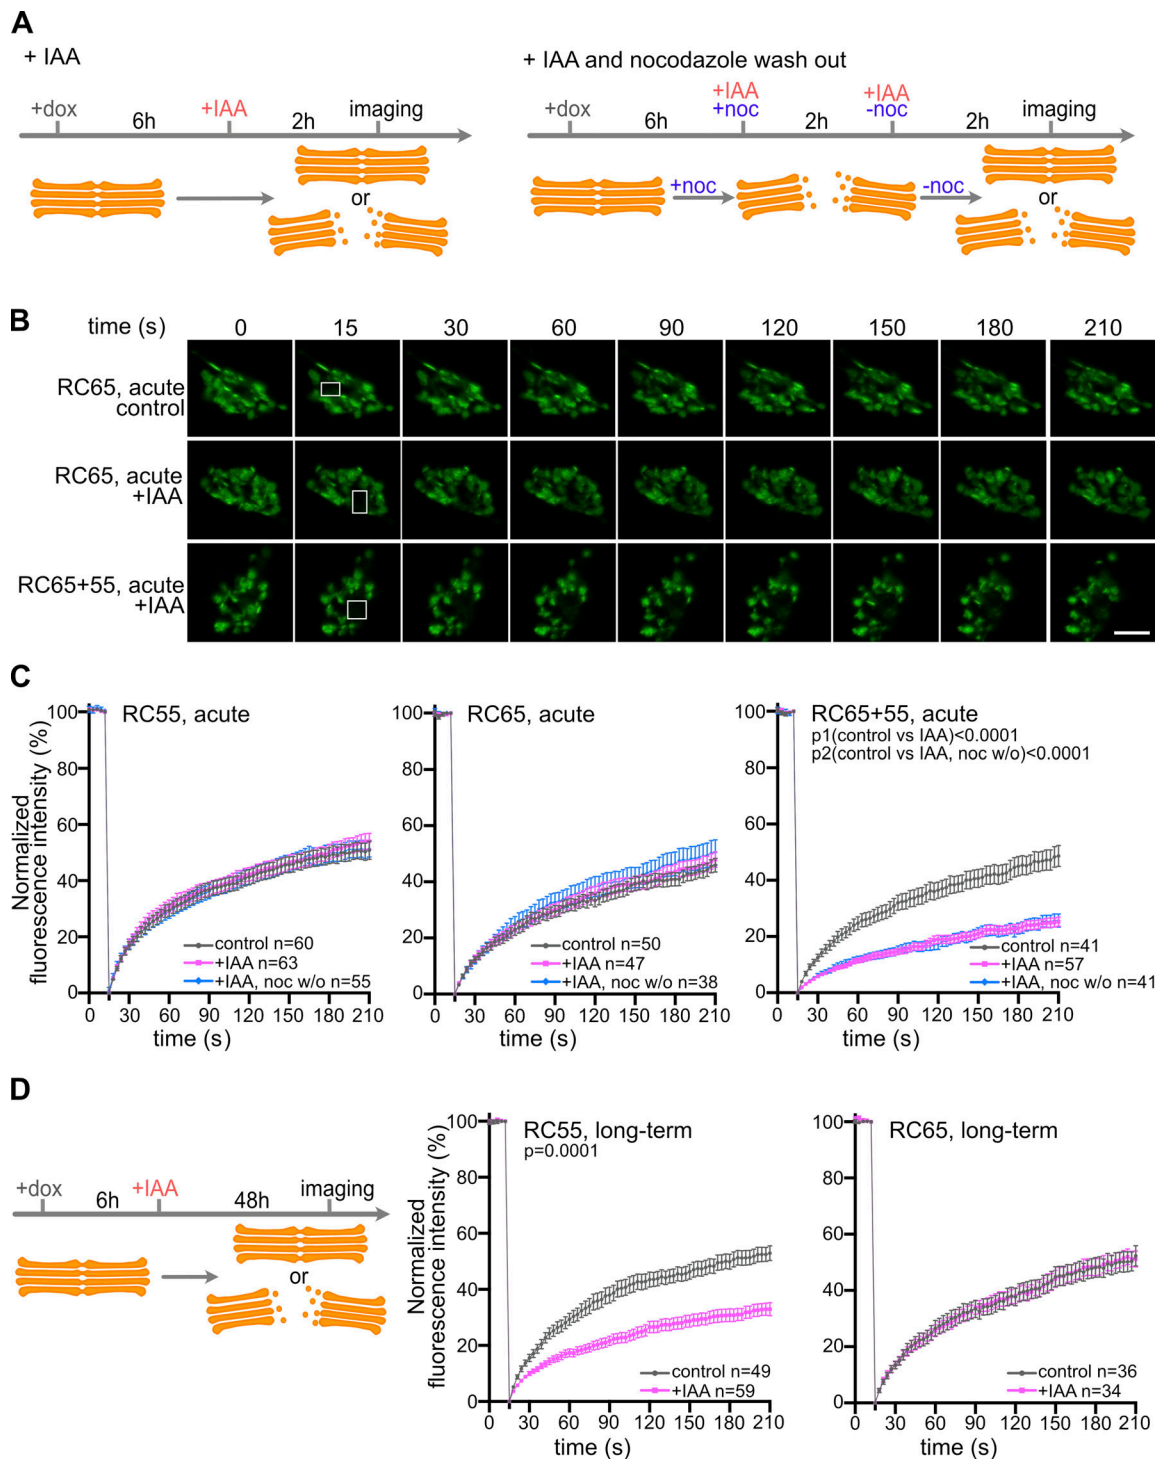 A
+ IAA
+ IAA and nocodazole wash out
+dox
6h
+IAA
2h
imaging
or
+dox
6h
+IAA
+noc
2h
+IAA
-noc
2h
imaging
+noc
-noc
or
B
time (s) 0 15 30 60 90 120 150 180 210
RC65, acute
control
RC65, acute
+IAA
RC65+55, acute
+IAA
C
Normalized
fluorescence intensity (%)
100
80
60
40
20
0
RC55, acute
control n=60
+IAA n=63
+IAA, noc w/o n=55
0 30 60 90 120 150 180 210
time (s)
100
80
60
40
20
0
RC65, acute
control n=50
+IAA n=47
+IAA, noc w/o n=38
0 30 60 90 120 150 180 210
time (s)
100
80
60
40
20
0
RC65+55, acute
p1(control vs IAA)<0.0001
p2(control vs IAA, noc w/o)<0.0001
control n=41
+IAA n=57
+IAA, noc w/o n=41
0 30 60 90 120 150 180 210
time (s)
D
+dox
6h
+IAA
48h
imaging
or
Normalized
fluorescence intensity (%)
100
80
60
40
20
0
RC55, long-term
p=0.0001
control n=49
+IAA n=59
0 30 60 90 120 150 180 210
time (s)
100
80
60
40
20
0
RC65, long-term
control n=36
+IAA n=34
0 30 60 90 120 150 180 210
time (s)